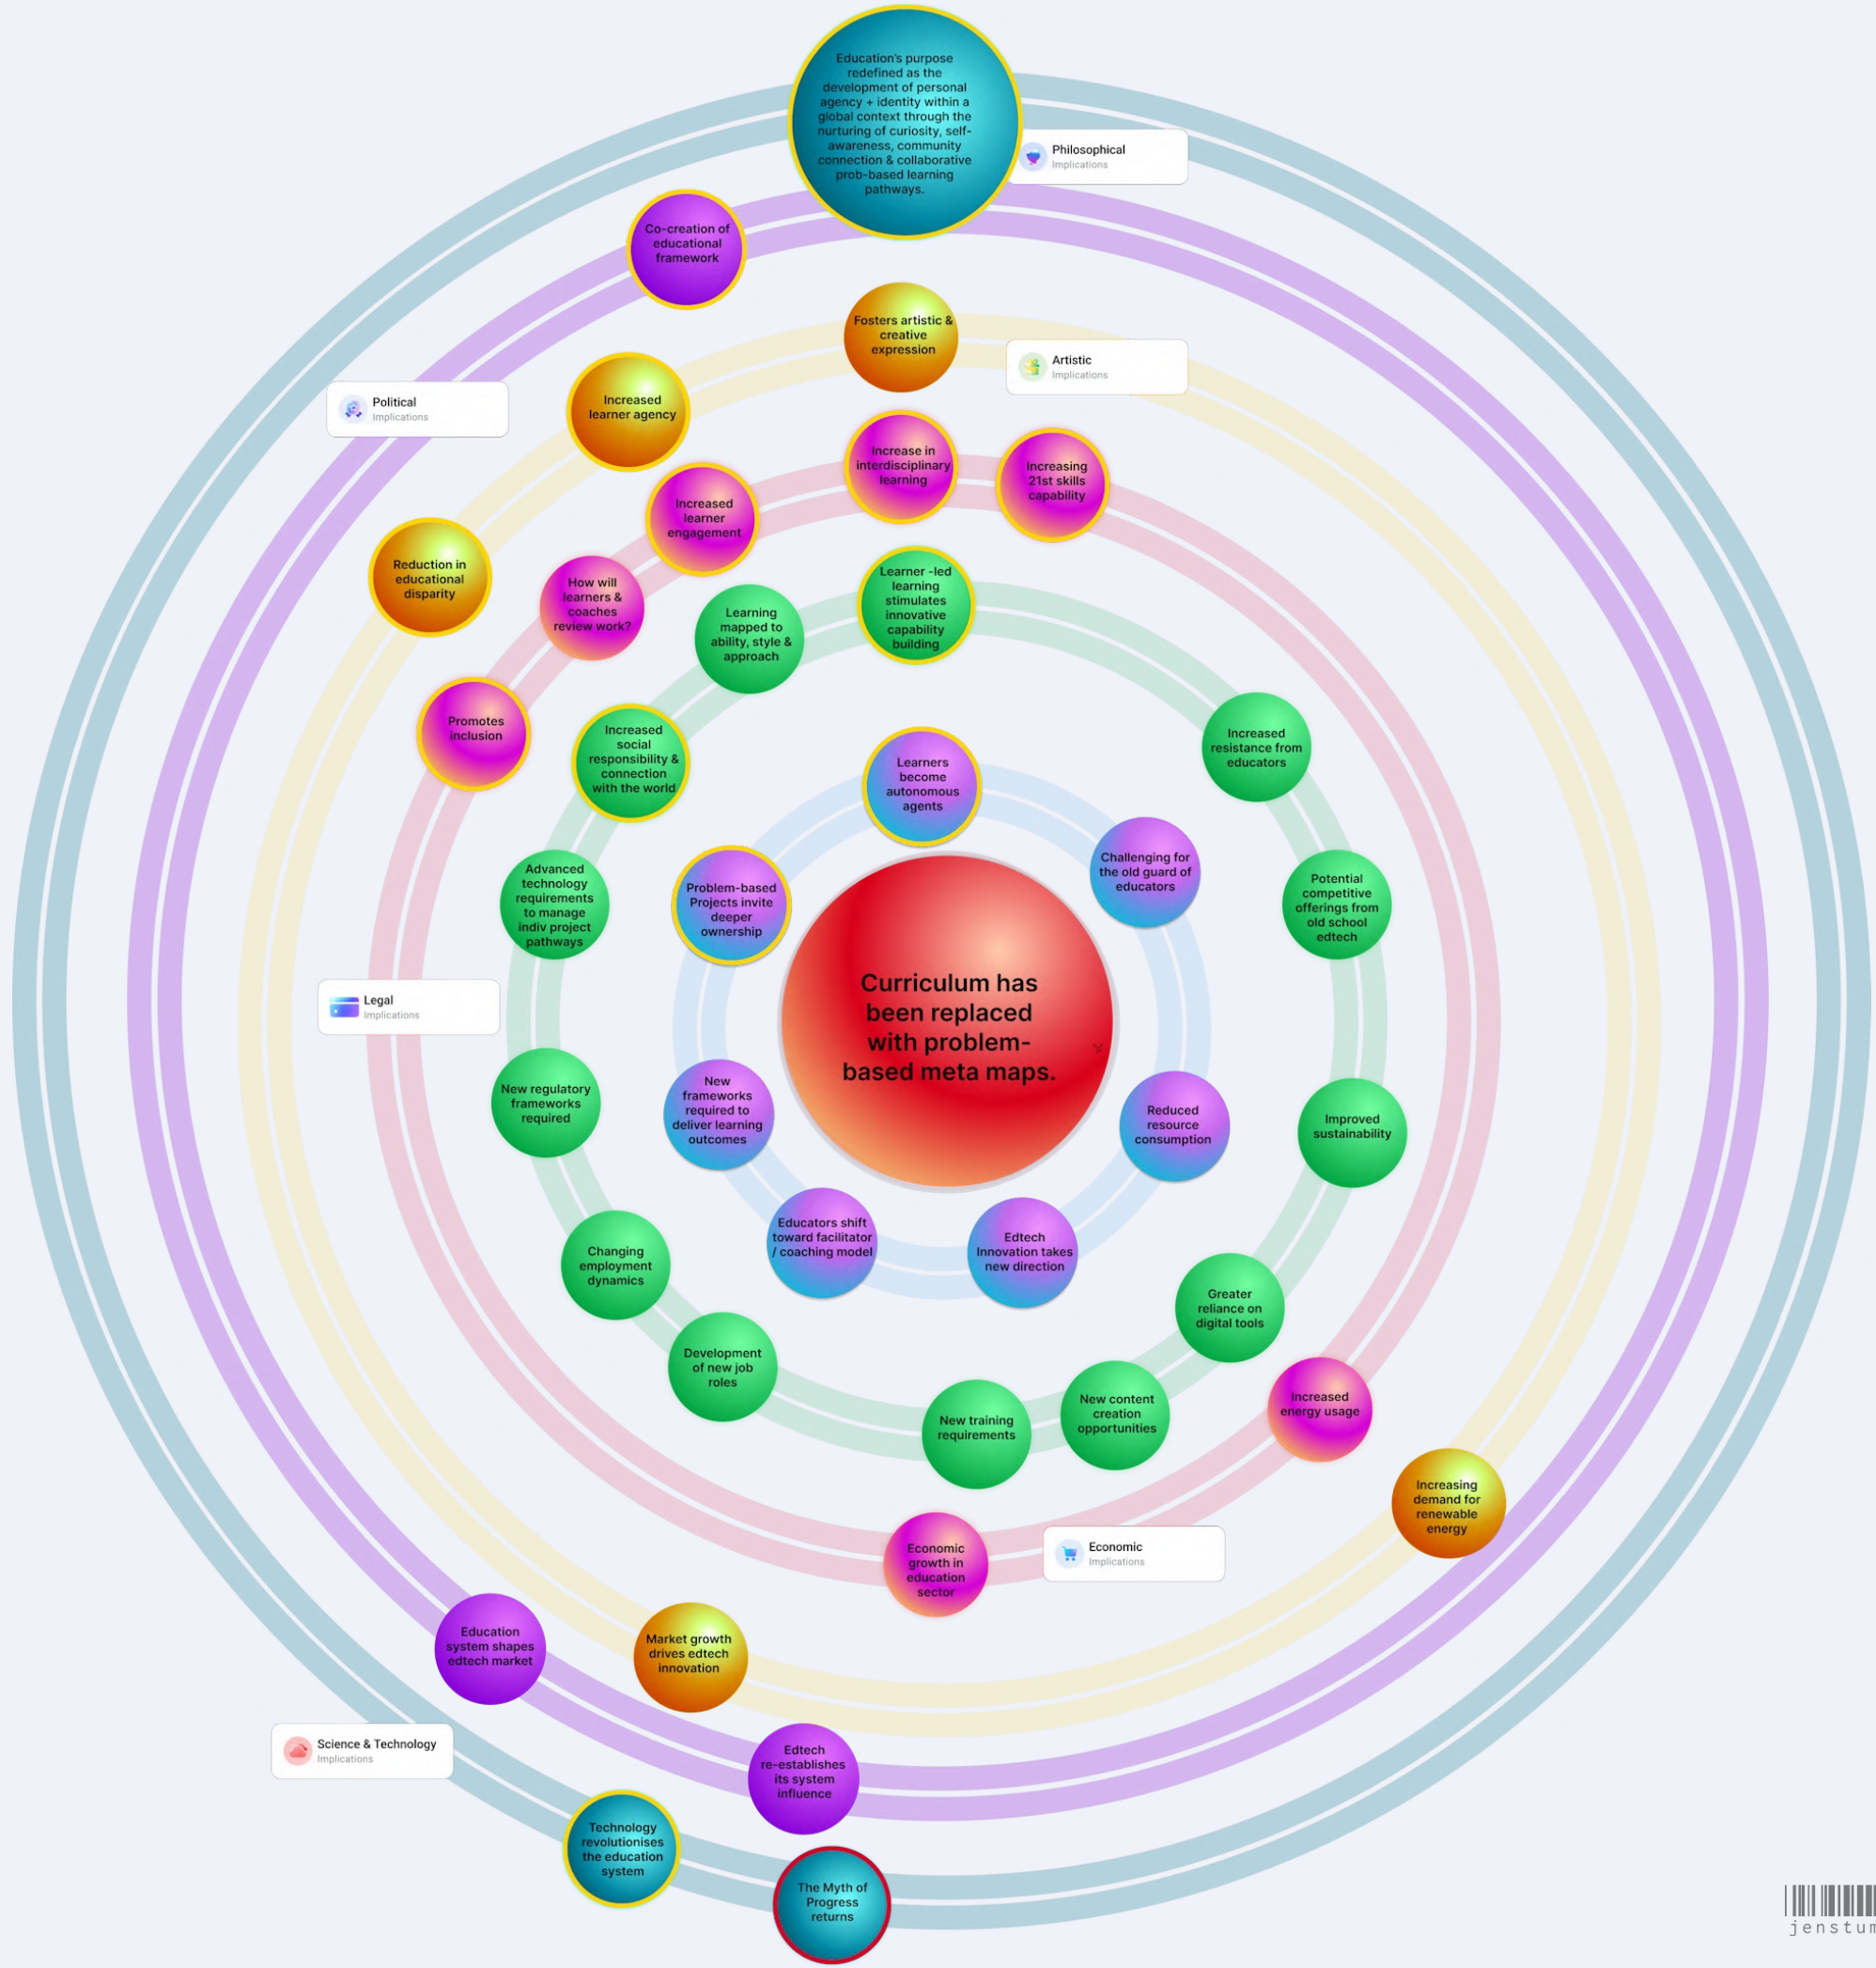 Education's purpose
redefined as the
development of personal
agency + identity within a
global context through the
nurturing of curiosity, self-
awareness, community
connection & collaborative
prob-based learning
pathways.
Philosophical
Implications
Co-creation of
educational
framework
Fosters artistic &
creative
expression
Artistic
Implications
Political
Implications
Increased
learner agency
Increase in
interdisciplinary
learning
Increasing
21st skills
capability
Increased
learner
engagement
Reduction in
educational
disparity
How will
learners &
coaches
review work?
Learning
mapped to
ability, style &
approach
Learner -led
learning
stimulates
innovative
capability
building
Promotes
inclusion
Increased
social
responsibility &
connection
with the world
Increased
resistance from
educators
Learners
become
autonomous
agents
Challenging for
the old guard of
educators
Problem-based
Projects invite
deeper
ownership
Advanced
technology
requirements
to manage
indiv project
pathways
Potential
competitive
offerings from
old school
edtech
Curriculum has
been replaced
with problem-
based meta maps.
Legal
Implications
New regulatory
frameworks
required
New
frameworks
required to
deliver learning
outcomes
Reduced
resource
consumption
Improved
sustainability
Educators shift
toward facilitator
/ coaching model
Edtech
Innovation takes
new direction
Changing
employment
dynamics
Greater
reliance on
digital tools
Development
of new job
roles
New training
requirements
New content
creation
opportunities
Increased
energy usage
Increasing
demand for
renewable
energy
Economic
growth in
education
sector
Economic
Implications
Education
system shapes
edtech market
Market growth
drives edtech
innovation
Science & Technology
Implications
Edtech
re-establishes
its system
influence
Technology
revolutionises
the education
system
The Myth of
Progress
returns
jenstum